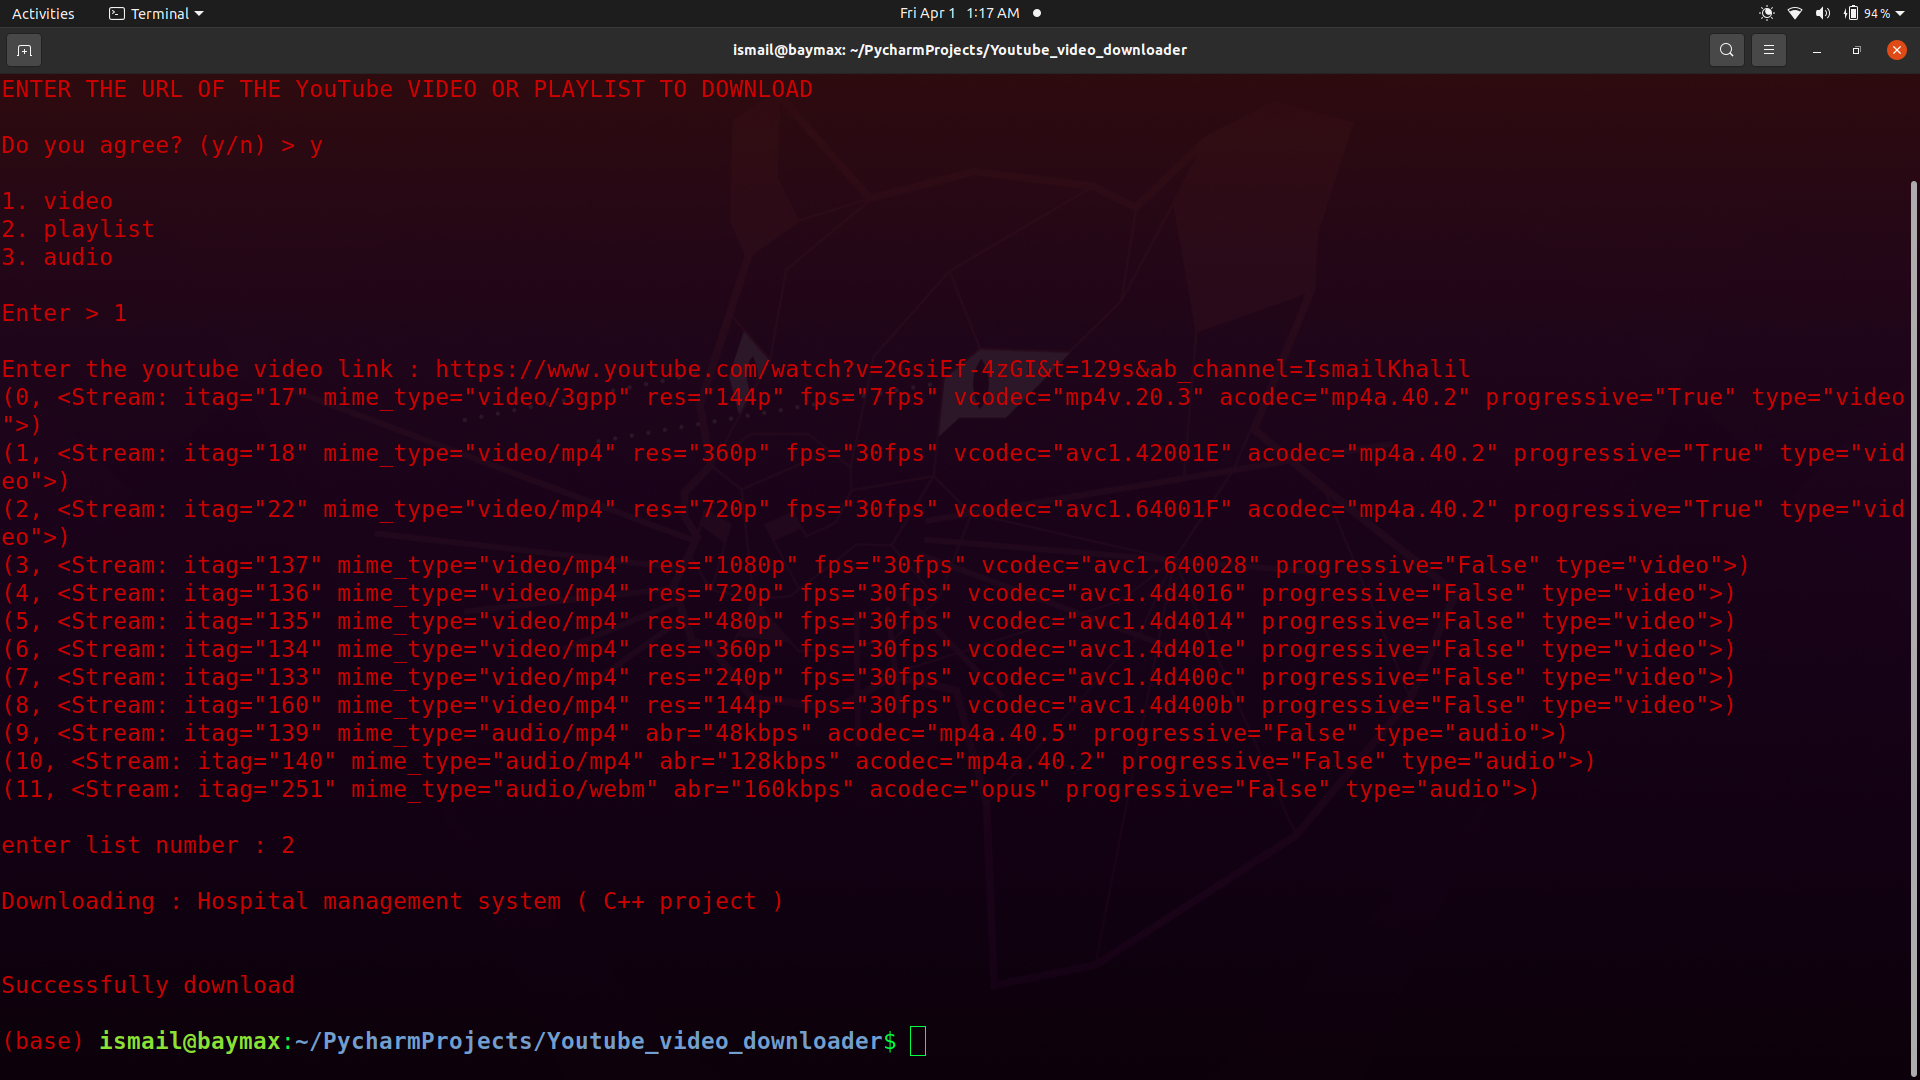 Activities Terminal Fri Apr 1 1:17 AM 94%
ismail@baymax: ~/PycharmProjects/Youtube_video_downloader
ENTER THE URL OF THE YouTube VIDEO OR PLAYLIST TO DOWNLOAD
Do you agree? (y/n) > y
1. video
2. playlist
3. audio
Enter > 1
Enter the youtube video link : https://www.youtube.com/watch?v=2GsiEf-4zGI&t=129s&ab_channel=IsmailKhalil
(0, <Stream: itag="17" mime_type="video/3gpp" res="144p" fps="7fps" vcodec="mp4v.20.3" acodec="mp4a.40.2" progressive="True" type="video
">)
(1, <Stream: itag="18" mime_type="video/mp4" res="360p" fps="30fps" vcodec="avc1.42001E" acodec="mp4a.40.2" progressive="True" type="vid
eo">)
(2, <Stream: itag="22" mime_type="video/mp4" res="720p" fps="30fps" vcodec="avc1.64001F" acodec="mp4a.40.2" progressive="True" type="vid
eo">)
(3, <Stream: itag="137" mime_type="video/mp4" res="1080p" fps="30fps" vcodec="avc1.640028" progressive="False" type="video">)
(4, <Stream: itag="136" mime_type="video/mp4" res="720p" fps="30fps" vcodec="avc1.4d4016" progressive="False" type="video">)
(5, <Stream: itag="135" mime_type="video/mp4" res="480p" fps="30fps" vcodec="avc1.4d4014" progressive="False" type="video">)
(6, <Stream: itag="134" mime_type="video/mp4" res="360p" fps="30fps" vcodec="avc1.4d401e" progressive="False" type="video">)
(7, <Stream: itag="133" mime_type="video/mp4" res="240p" fps="30fps" vcodec="avc1.4d400c" progressive="False" type="video">)
(8, <Stream: itag="160" mime_type="video/mp4" res="144p" fps="30fps" vcodec="avc1.4d400b" progressive="False" type="video">)
(9, <Stream: itag="139" mime_type="audio/mp4" abr="48kbps" acodec="mp4a.40.5" progressive="False" type="audio">)
(10, <Stream: itag="140" mime_type="audio/mp4" abr="128kbps" acodec="mp4a.40.2" progressive="False" type="audio">)
(11, <Stream: itag="251" mime_type="audio/webm" abr="160kbps" acodec="opus" progressive="False" type="audio">)
enter list number : 2
Downloading : Hospital management system ( C++ project )
Successfully download
(base) ismail@baymax:~/PycharmProjects/Youtube_video_downloader$